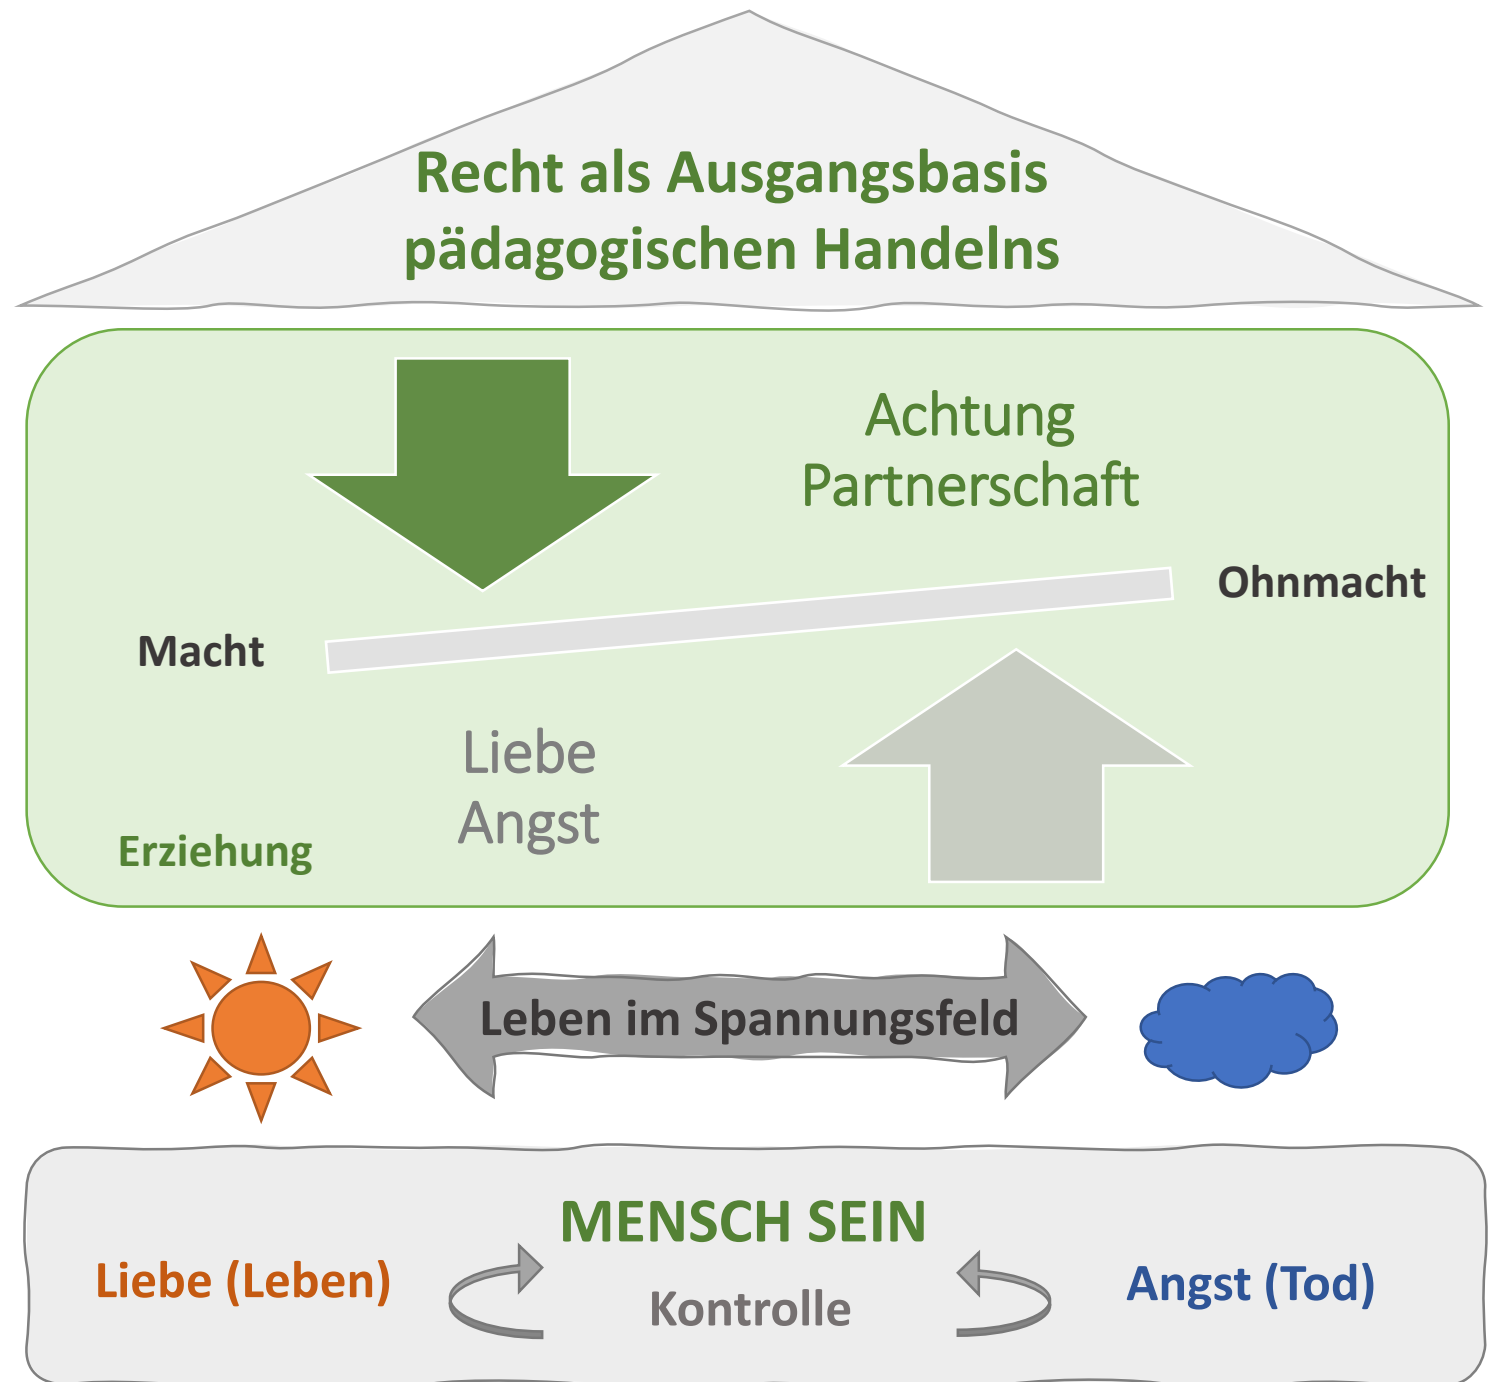 Recht als Ausgangsbasis
pädagogischen Handelns
Achtung
Partnerschaft
Ohnmacht
Macht
Liebe
Angst
Erziehung
Leben im Spannungsfeld
MENSCH SEIN
Liebe (Leben)
Kontrolle
Angst (Tod)